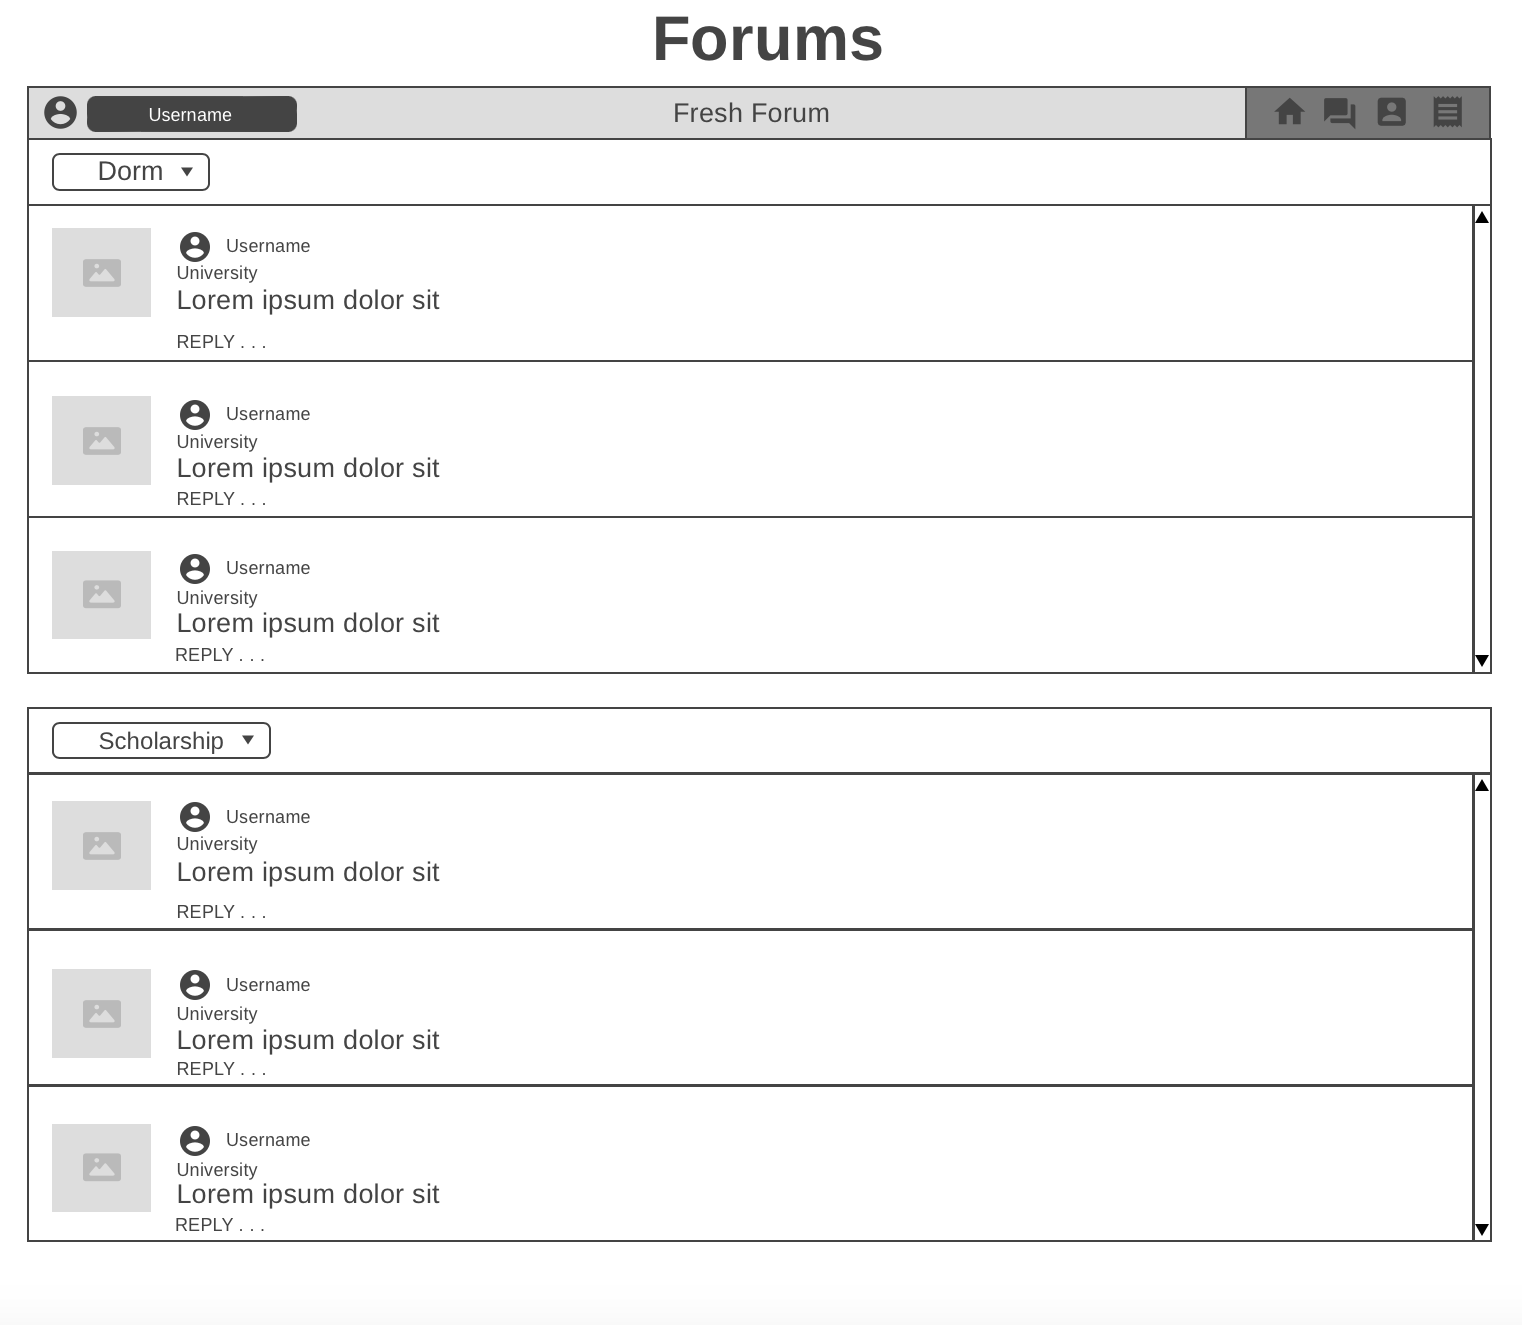 Forums
Username
Fresh Forum
Dorm
Username
University
Lorem ipsum dolor sit
REPLY . . .
Username
University
Lorem ipsum dolor sit
REPLY . . .
Username
University
Lorem ipsum dolor sit
REPLY . . .
Scholarship
Username
University
Lorem ipsum dolor sit
REPLY . . .
Username
University
Lorem ipsum dolor sit
REPLY . . .
Username
University
Lorem ipsum dolor sit
REPLY . . .